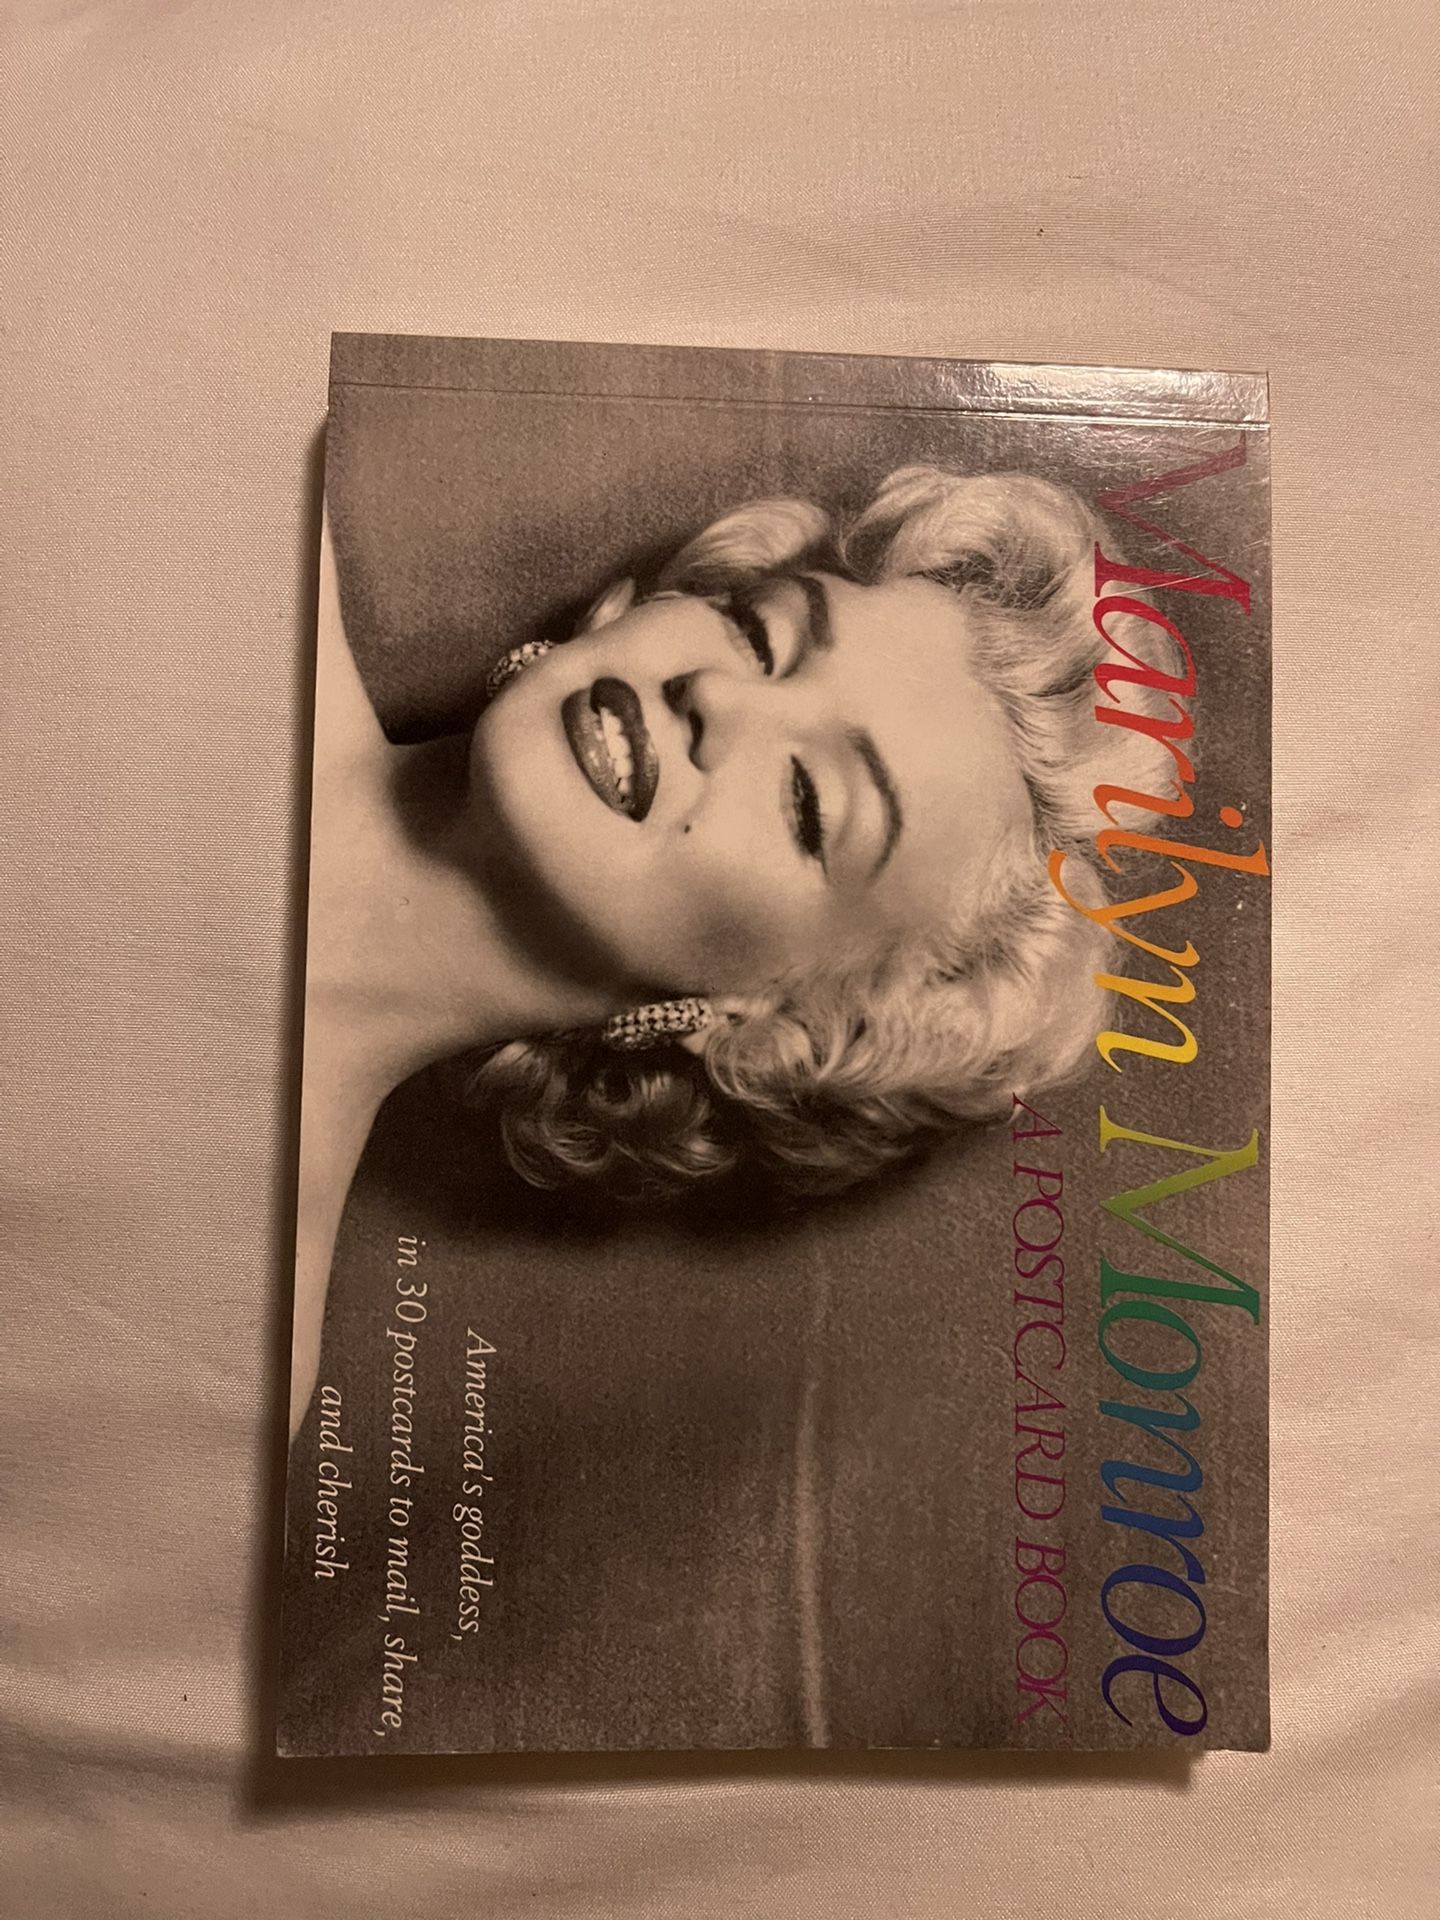 Marilyn Monroe
A POSTCARD BOOK
America's goddess,
in 30 postcards to mail, share,
and cherish